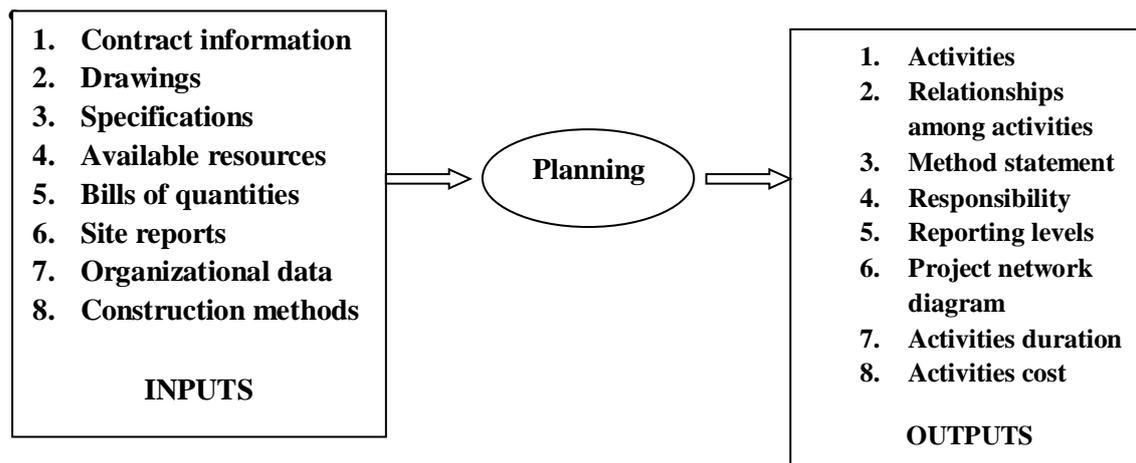 1. Contract information
2. Drawings
3. Specifications
4. Available resources
5. Bills of quantities
6. Site reports
7. Organizational data
8. Construction methods
INPUTS
Planning
1. Activities
2. Relationships
among activities
3. Method statement
4. Responsibility
5. Reporting levels
6. Project network
diagram
7. Activities duration
8. Activities cost
OUTPUTS